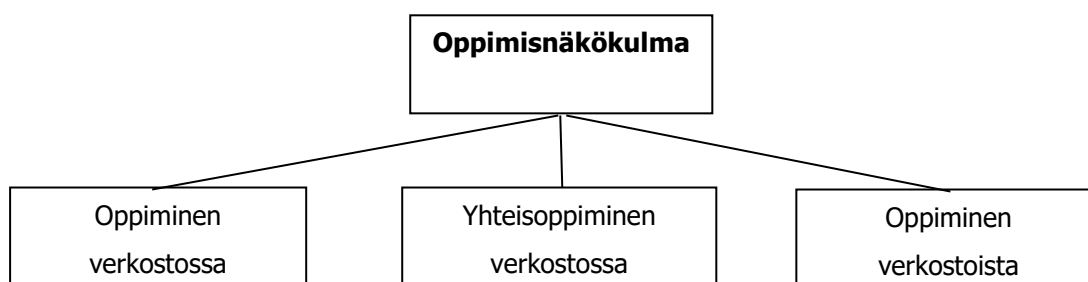 Oppimisnäkökulma
Oppiminen
verkostossa
Yhteisoppiminen
verkostossa
Oppiminen
verkostoista